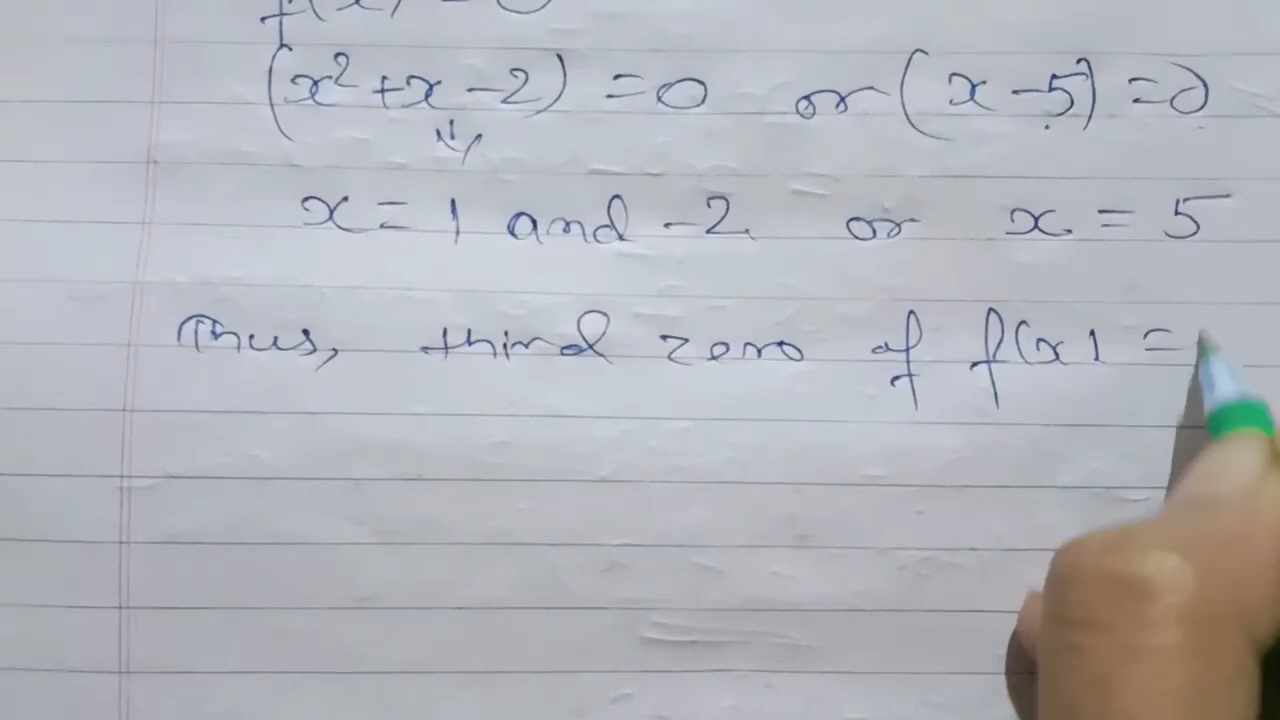 (x² + x - 2) = 0 or (x - 5) = 0
x = 1 and -2 or x = 5
Thus, third zero of f(x) =